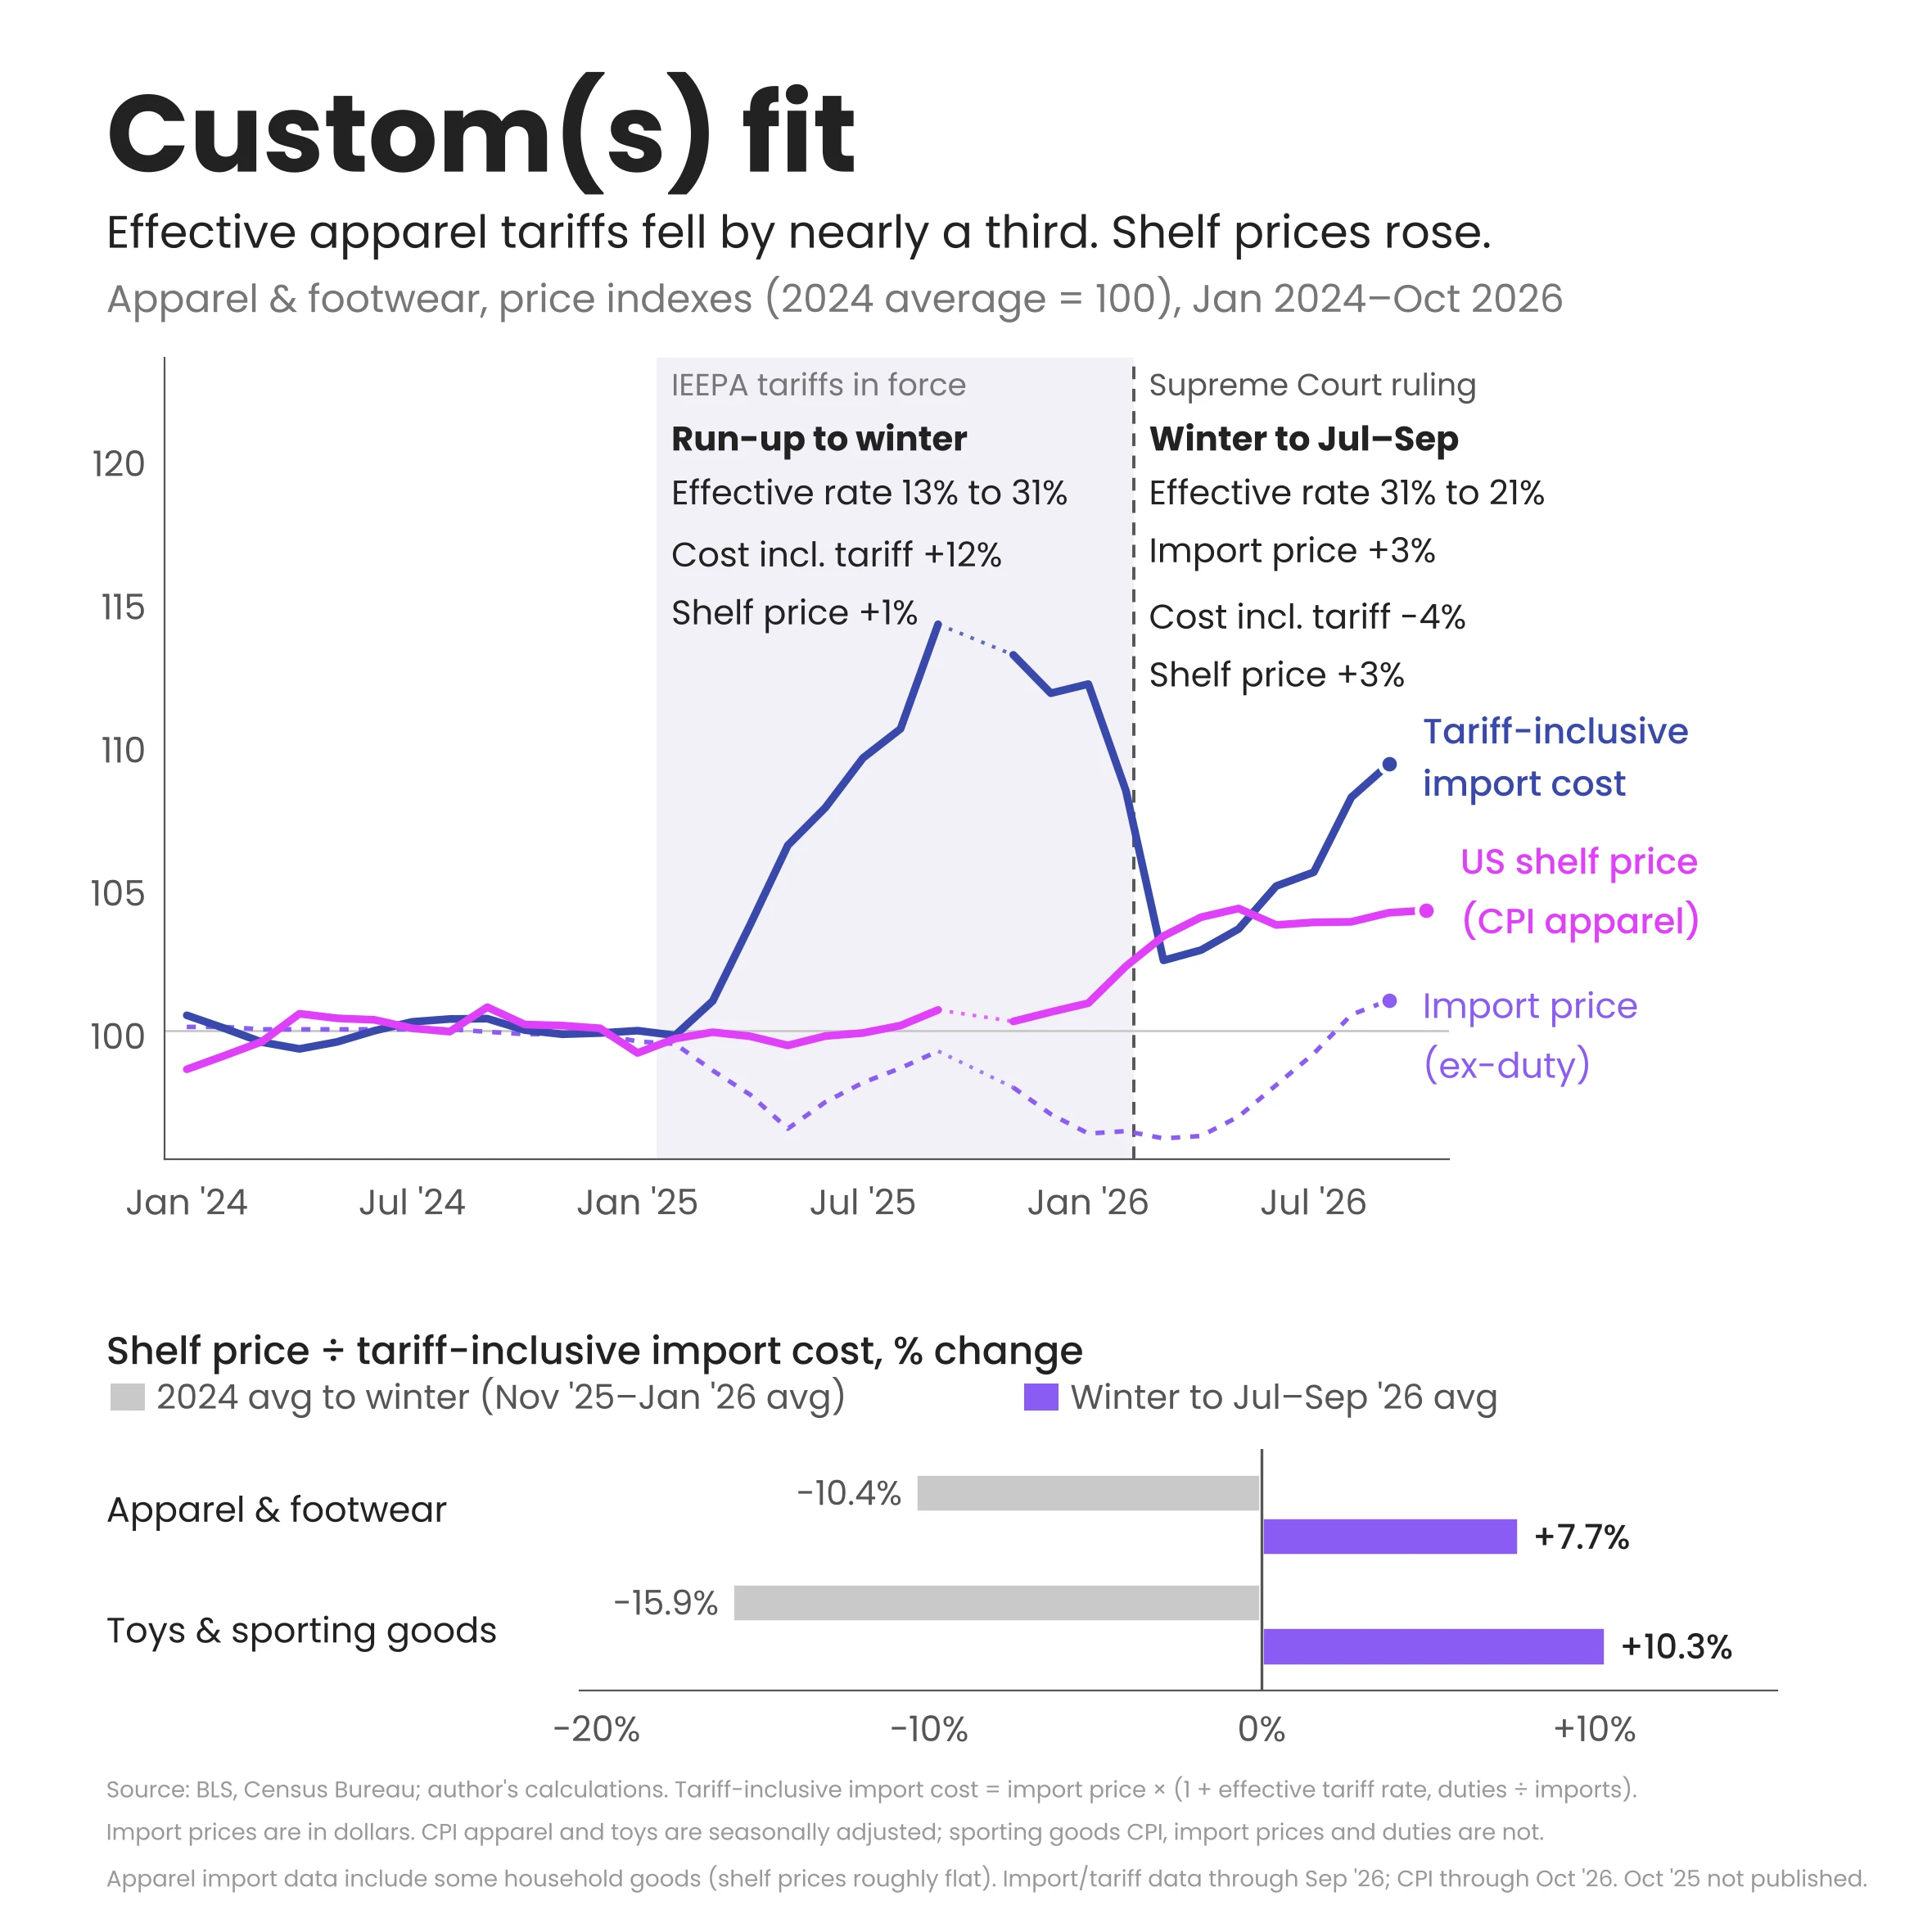 Custom(s) fit
Effective apparel tariffs fell by nearly a third. Shelf prices rose.
Apparel & footwear, price indexes (2024 average = 100), Jan 2024–Oct 2026
IEEPA tariffs in force
Run-up to winter
Effective rate 13% to 31%
Cost incl. tariff +12%
Shelf price +1%
Supreme Court ruling
Winter to Jul–Sep
Effective rate 31% to 21%
Import price +3%
Cost incl. tariff -4%
Shelf price +3%
120
115
110
105
100
Tariff-inclusive
import cost
US shelf price
(CPI apparel)
Import price
(ex-duty)
Jan '24
Jul '24
Jan '25
Jul '25
Jan '26
Jul '26
Shelf price ÷ tariff-inclusive import cost, % change
2024 avg to winter (Nov '25–Jan '26 avg)
Winter to Jul–Sep '26 avg
Apparel & footwear
-10.4%
+7.7%
Toys & sporting goods
-15.9%
+10.3%
-20%
-10%
0%
+10%
Source: BLS, Census Bureau; author's calculations. Tariff-inclusive import cost = import price × (1 + effective tariff rate, duties ÷ imports).
Import prices are in dollars. CPI apparel and toys are seasonally adjusted; sporting goods CPI, import prices and duties are not.
Apparel import data include some household goods (shelf prices roughly flat). Import/tariff data through Sep '26; CPI through Oct '26. Oct '25 not published.